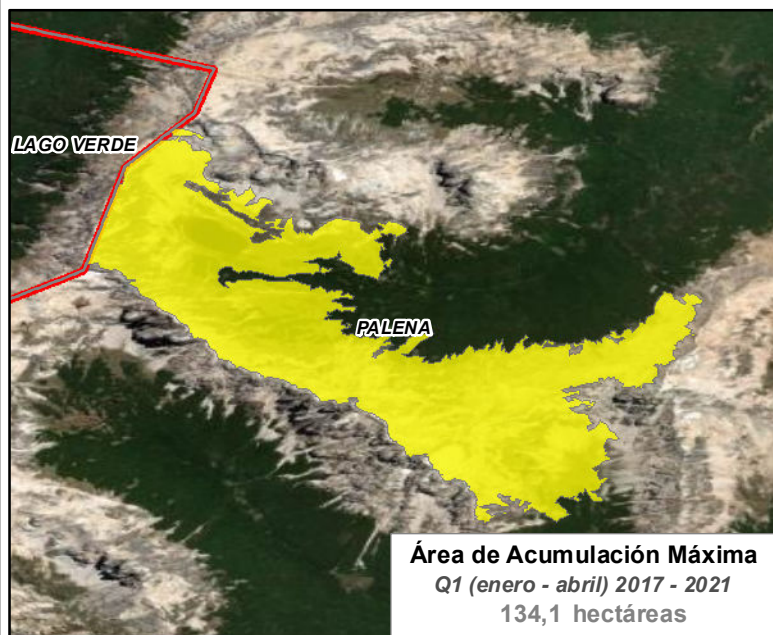 LAGO VERDE
PALENA
Área de Acumulación Máxima
Q1 (enero - abril) 2017 - 2021
134,1 hectáreas